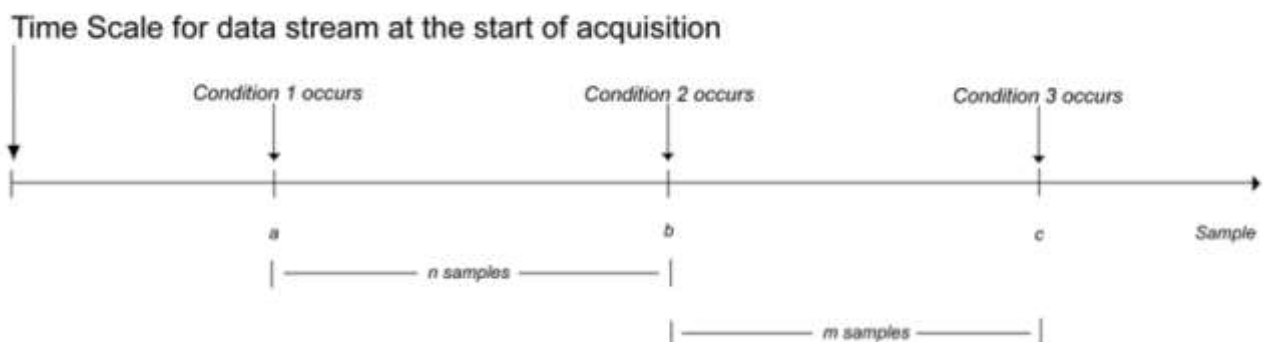 Time Scale for data stream at the start of acquisition
Condition 1 occurs Condition 2 occurs Condition 3 occurs
a b c Sample
n samples
m samples